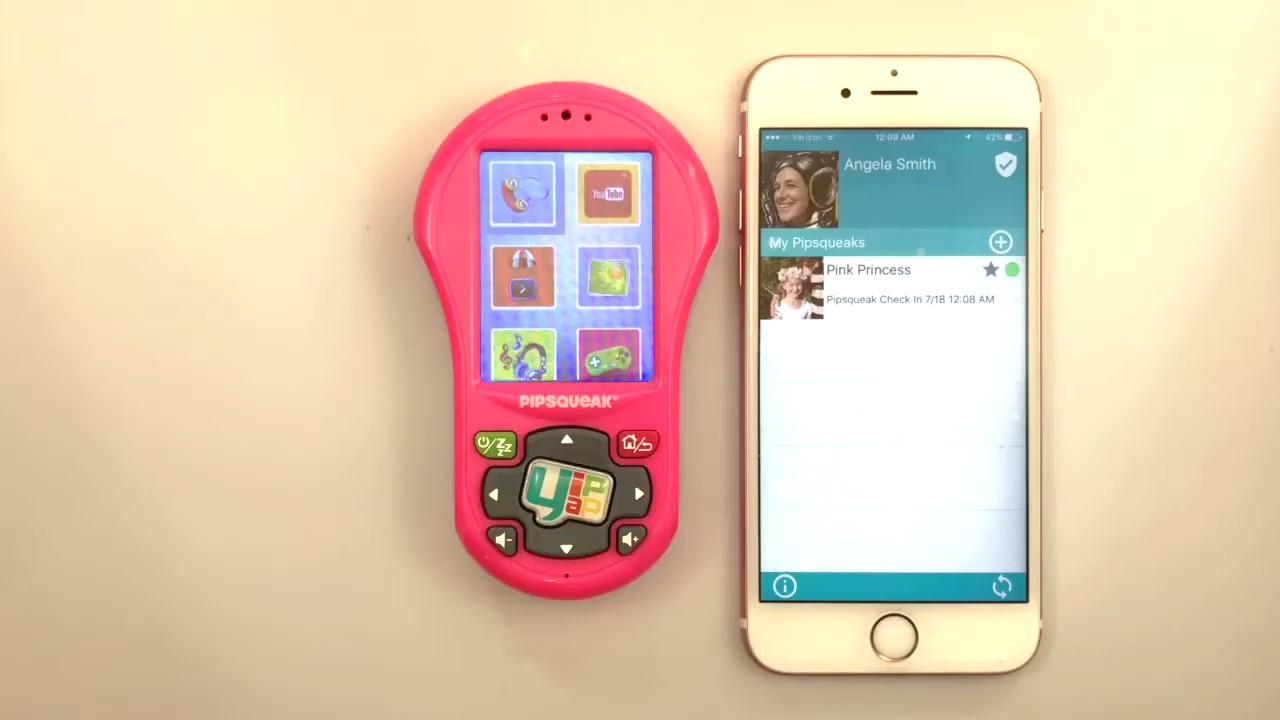 YouTube
PIPSQUEAK
zzz
Yip
Yap
Verizon
12:09 AM
42%
Angela Smith
My Pipsqueaks
Pink Princess
Pipsqueak Check In 7/18 12:08 AM